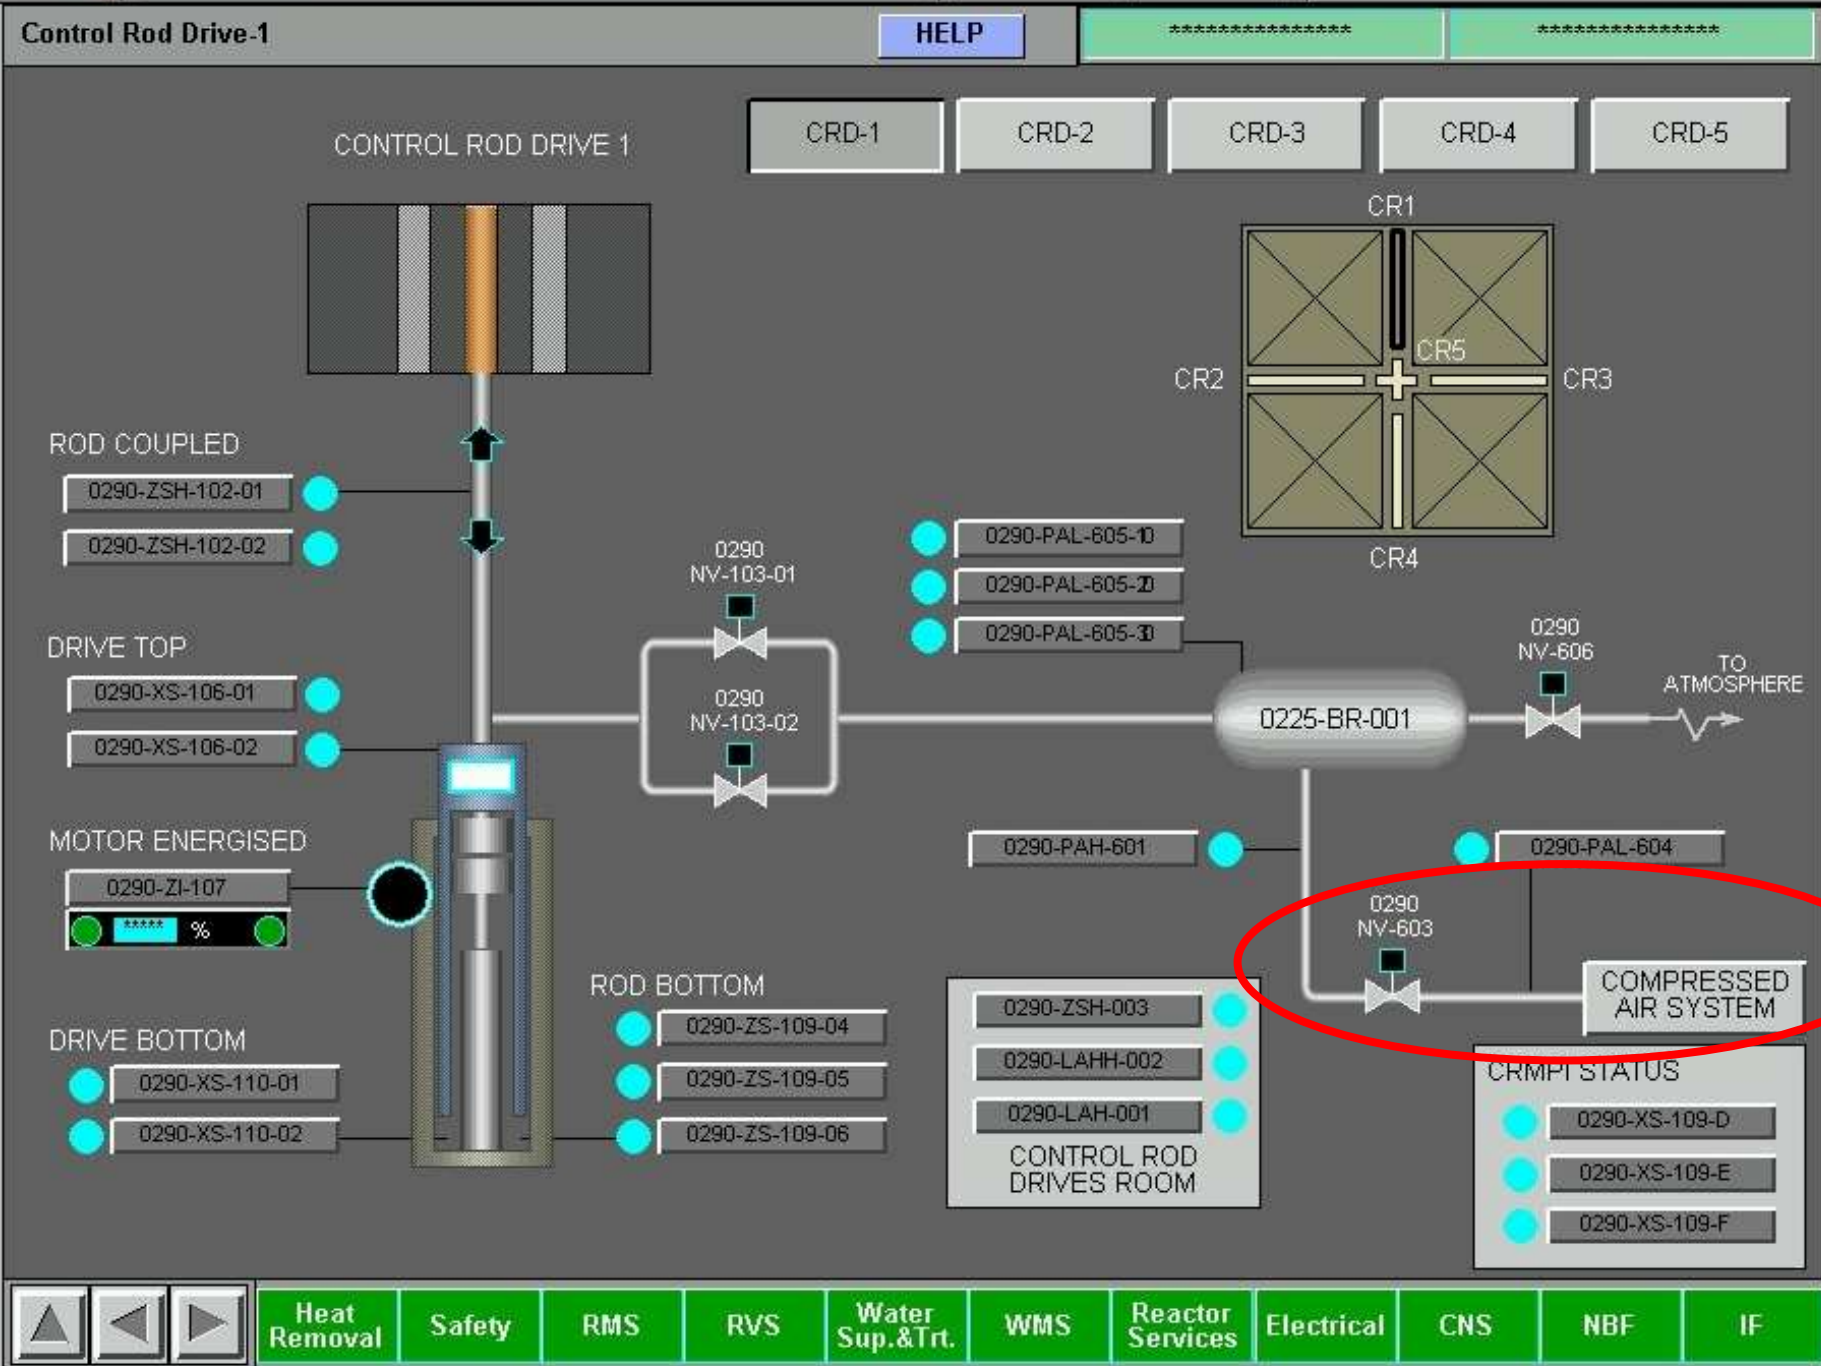 Control Rod Drive-1
HELP
***************
***************
CONTROL ROD DRIVE 1
CRD-1
CRD-2
CRD-3
CRD-4
CRD-5
CR1
CR5
CR2
CR3
CR4
ROD COUPLED
0290-ZSH-102-01
0290-ZSH-102-02
DRIVE TOP
0290-XS-106-01
0290-XS-106-02
0290
NV-103-01
0290
NV-103-02
0290-PAL-605-10
0290-PAL-605-20
0290-PAL-605-30
0225-BR-001
0290
NV-606
TO
ATMOSPHERE
MOTOR ENERGISED
0290-ZI-107
***** %
0290-PAH-601
0290-PAL-604
0290
NV-603
COMPRESSED
AIR SYSTEM
DRIVE BOTTOM
0290-XS-110-01
0290-XS-110-02
ROD BOTTOM
0290-ZS-109-04
0290-ZS-109-05
0290-ZS-109-06
0290-ZSH-003
0290-LAHH-002
0290-LAH-001
CONTROL ROD
DRIVES ROOM
CRMPI STATUS
0290-XS-109-D
0290-XS-109-E
0290-XS-109-F
Heat
Removal
Safety
RMS
RVS
Water
Sup.&Trt.
WMS
Reactor
Services
Electrical
CNS
NBF
IF